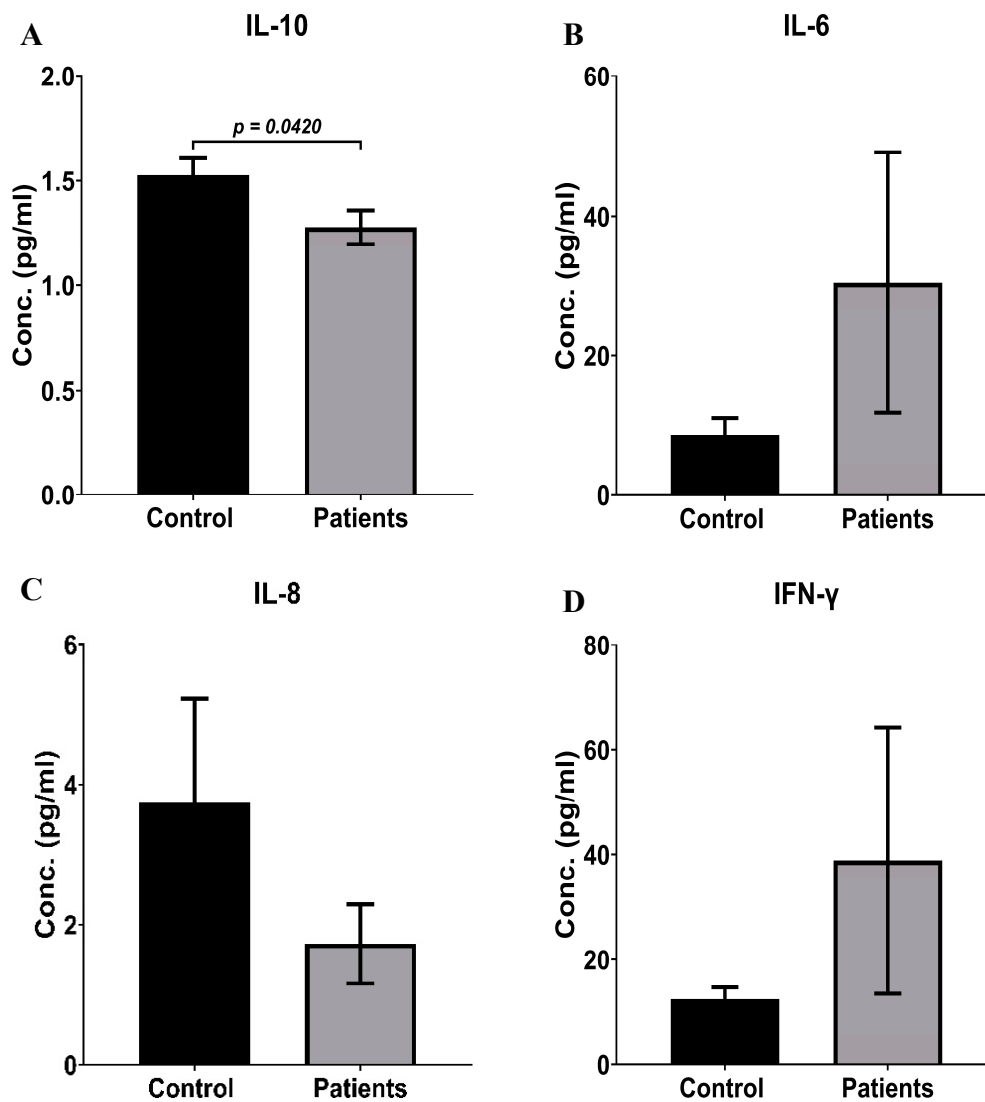 A
IL-10
Conc. (pg/ml)
2.0
1.5
1.0
0.5
0.0
p = 0.0420
Control
Patients
B
IL-6
Conc. (pg/ml)
60
40
20
0
Control
Patients
C
IL-8
Conc. (pg/ml)
6
4
2
0
Control
Patients
D
IFN-γ
Conc. (pg/ml)
80
60
40
20
0
Control
Patients